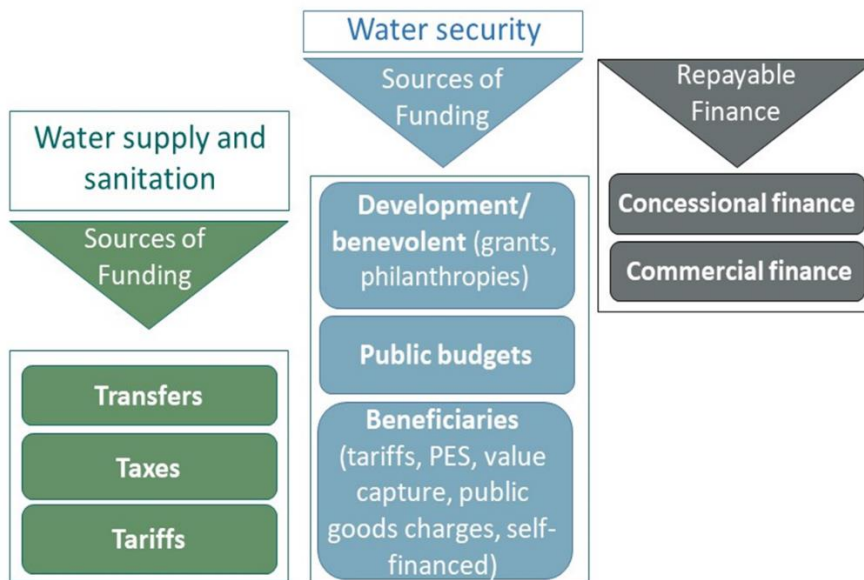 Water supply and
sanitation
Sources of
Funding
Transfers
Taxes
Tariffs
Water security
Sources of
Funding
Development/
benevolent (grants,
philanthropies)
Public budgets
Beneficiaries
(tariffs, PES, value
capture, public
goods charges, self-
financed)
Repayable
Finance
Concessional finance
Commercial finance